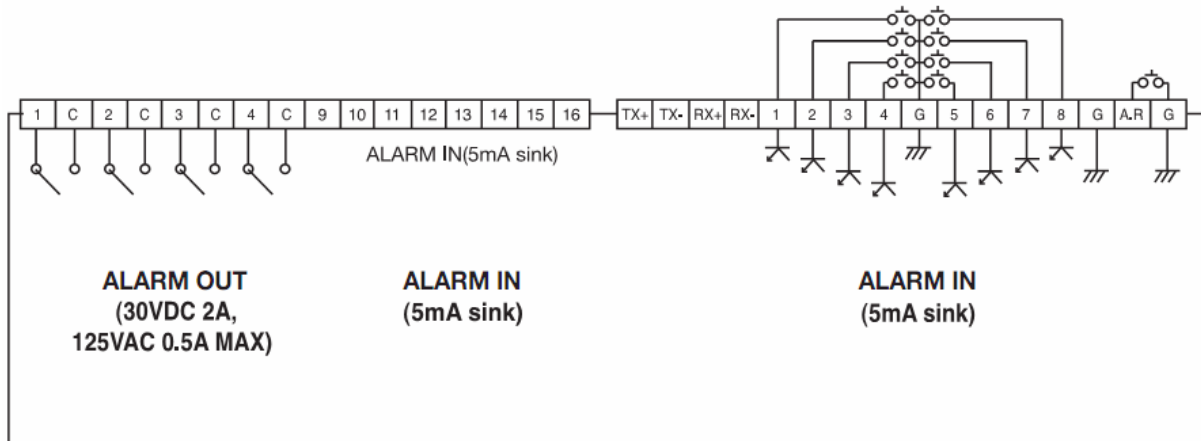 1 C 2 C 3 C 4 C 9 10 11 12 13 14 15 16 TX+ TX- RX+ RX- 1 2 3 4 G 5 6 7 8 G A.R G
ALARM IN(5mA sink)
ALARM OUT
(30VDC 2A,
125VAC 0.5A MAX)
ALARM IN
(5mA sink)
ALARM IN
(5mA sink)